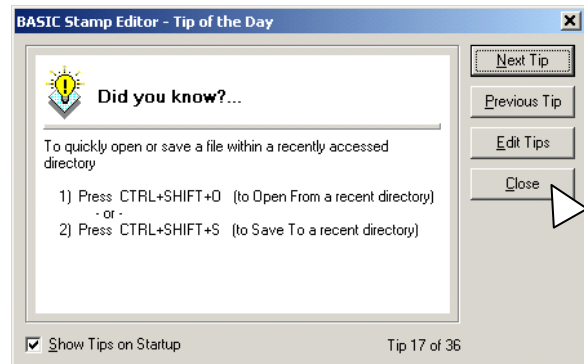 BASIC Stamp Editor - Tip of the Day
Did you know?...
To quickly open or save a file within a recently accessed
directory
1) Press CTRL+SHIFT+O (to Open From a recent directory)
- or -
2) Press CTRL+SHIFT+S (to Save To a recent directory)
Next Tip
Previous Tip
Edit Tips
Close
Show Tips on Startup
Tip 17 of 36